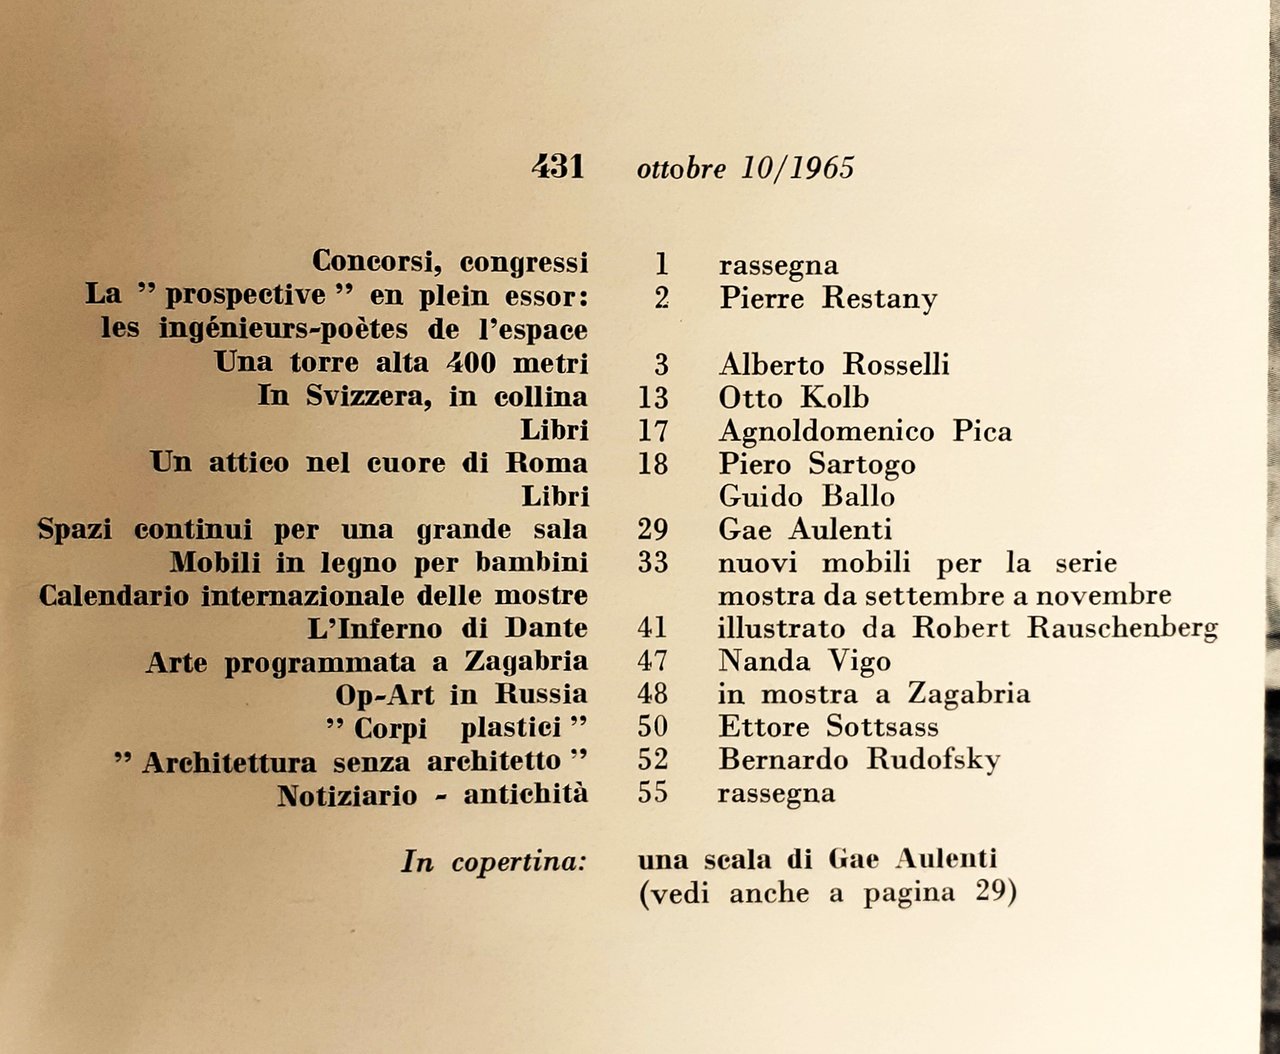 431 ottobre 10/1965
Concorsi, congressi 1 rassegna
La ” prospective ” en plein essor: 2 Pierre Restany
les ingénieurs-poètes de l’espace
Una torre alta 400 metri 3 Alberto Rosselli
In Svizzera, in collina 13 Otto Kolb
Libri 17 Agnoldomenico Pica
Un attico nel cuore di Roma 18 Piero Sartogo
Libri Guido Ballo
Spazi continui per una grande sala 29 Gae Aulenti
Mobili in legno per bambini 33 nuovi mobili per la serie
Calendario internazionale delle mostre mostra da settembre a novembre
L’Inferno di Dante 41 illustrato da Robert Rauschenberg
Arte programmata a Zagabria 47 Nanda Vigo
Op-Art in Russia 48 in mostra a Zagabria
” Corpi plastici ” 50 Ettore Sottsass
” Architettura senza architetto ” 52 Bernardo Rudofsky
Notiziario - antichità 55 rassegna
In copertina: una scala di Gae Aulenti
(vedi anche a pagina 29)